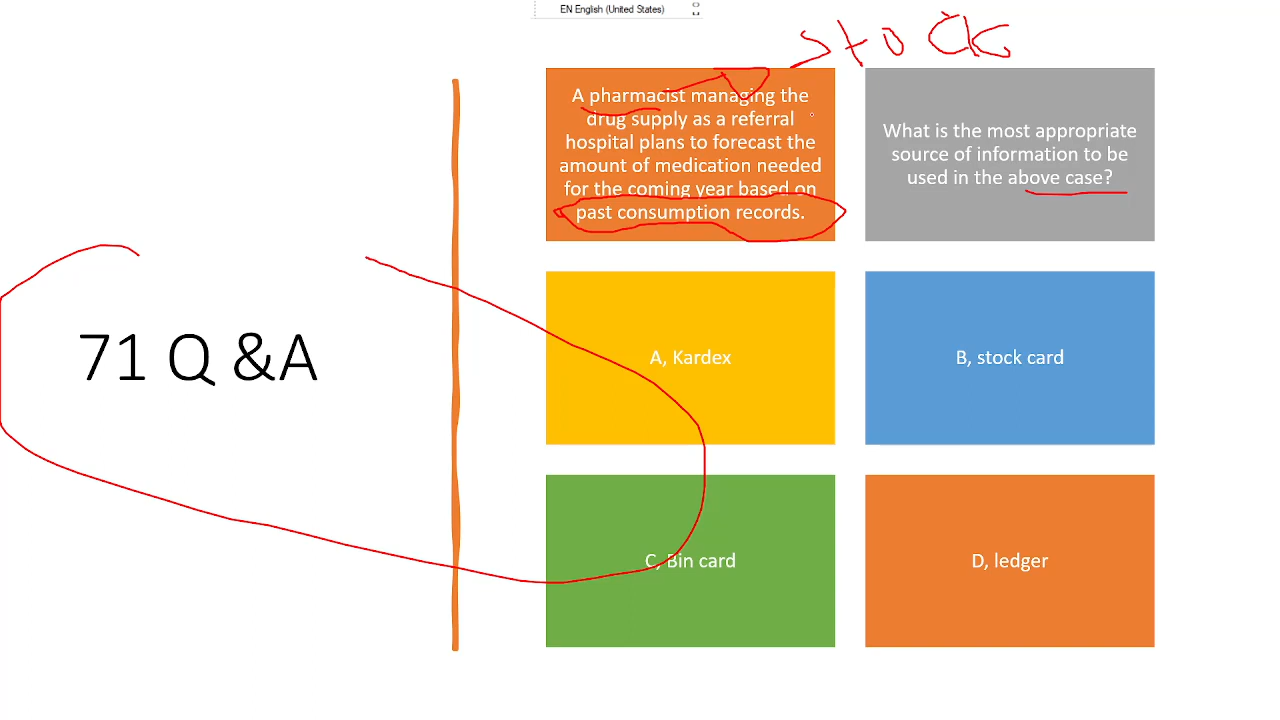 EN English (United States)
stock
A pharmacist managing the
drug supply as a referral
hospital plans to forecast the
amount of medication needed
for the coming year based on
past consumption records.
What is the most appropriate
source of information to be
used in the above case?
71 Q &A
A, Kardex
B, stock card
C, Bin card
D, ledger